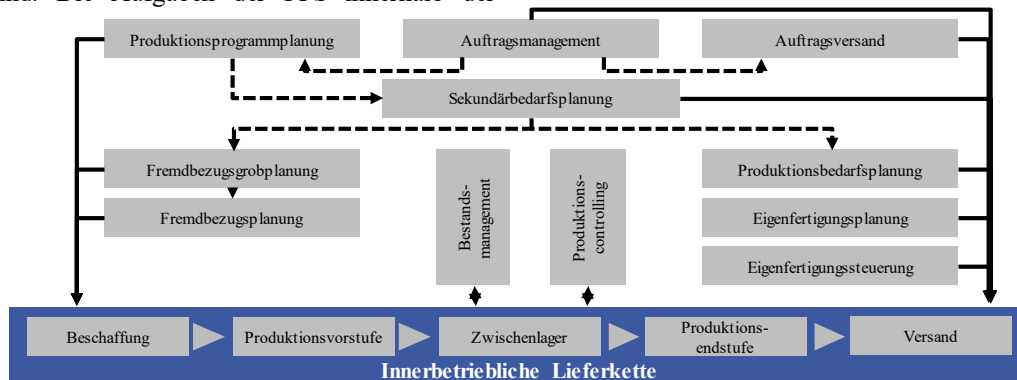 Produktionsprogrammplanung
Auftragsmanagement
Auftragsversand
Sekundärbedarfsplanung
Fremdbezugsgrobplanung
Fremdbezugsplanung
Bestands-
management
Produktions-
controlling
Produktionsbedarfsplanung
Eigenfertigungsplanung
Eigenfertigungssteuerung
Beschaffung
Produktionsvorstufe
Zwischenlager
Produktions-
endstufe
Versand
Innerbetriebliche Lieferkette